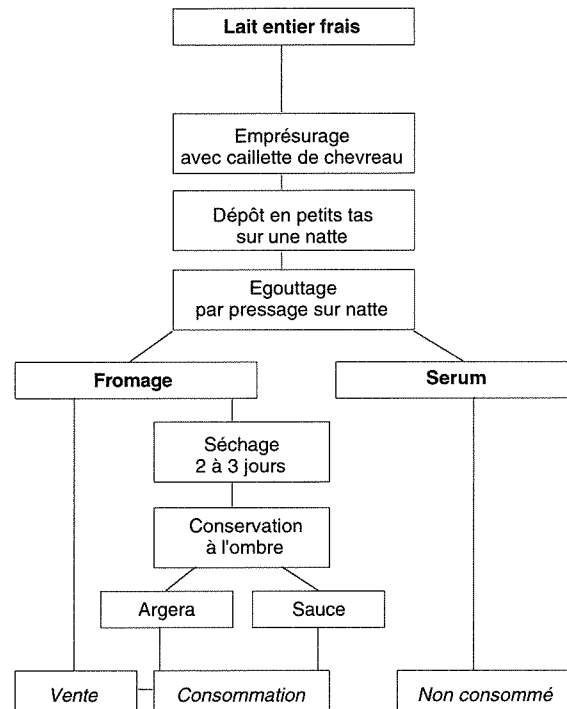 Lait entier frais
Emprésurage
avec caillette de chevreau
Dépôt en petits tas
sur une natte
Egouttage
par pressage sur natte
Fromage
Serum
Séchage
2 à 3 jours
Conservation
à l'ombre
Argera
Sauce
Vente
Consommation
Non consommé